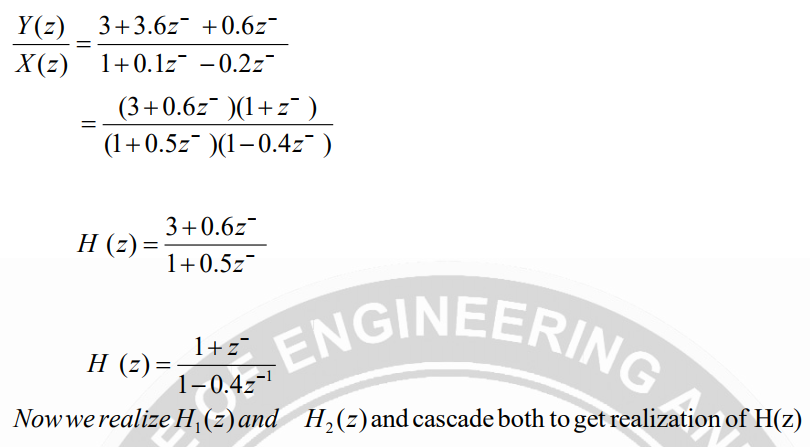 Y(z)/X(z) = (3+3.6z⁻ +0.6z⁻)/(1+0.1z⁻ −0.2z⁻)
= (3+0.6z⁻ )(1+z⁻ )/(1+0.5z⁻ )(1−0.4z⁻ )
H (z) = (3+0.6z⁻)/(1+0.5z⁻)
H (z) = (1+z⁻)/(1−0.4z⁻¹)
Now we realize H₁(z) and H₂(z) and cascade both to get realization of H(z)
OF ENGINEERING AND